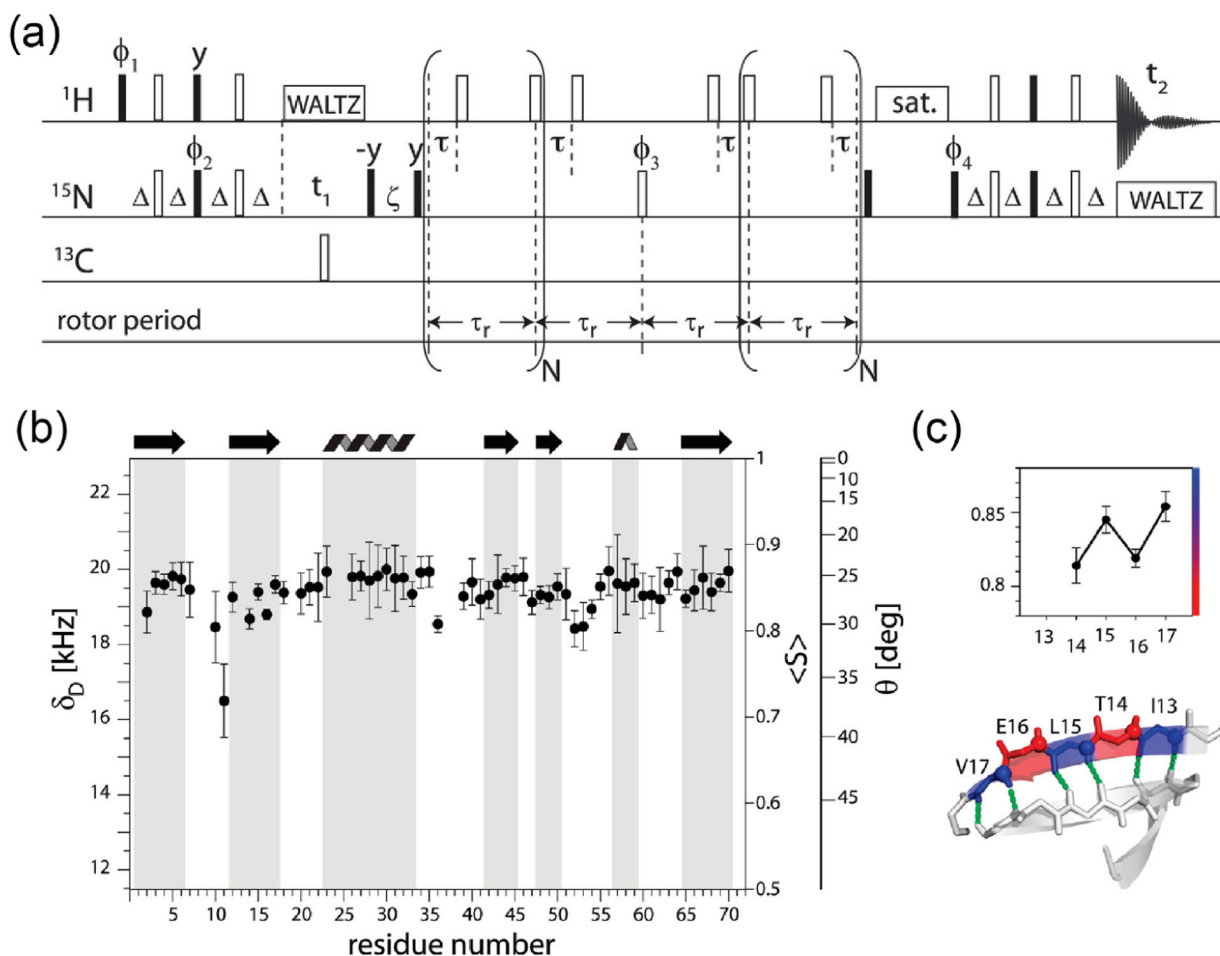 (a)
ϕ1 y
¹H WALTZ τ τ τ τ sat. t2
ϕ2 -y y ϕ3 ϕ4
¹⁵N Δ Δ Δ Δ t1 ζ Δ Δ Δ Δ WALTZ
¹³C
rotor period τr τr τr τr
N N
(b)
δD [kHz]
22
20
18
16
14
12
5 10 15 20 25 30 35 40 45 50 55 60 65 70
residue number
1
0.9
0.8
0.7
0.6
0.5
<S>
0
10
15
20
25
30
35
40
45
θ [deg]
(c)
0.85
0.8
13 14 15 16 17
V17 E16 L15 T14 I13